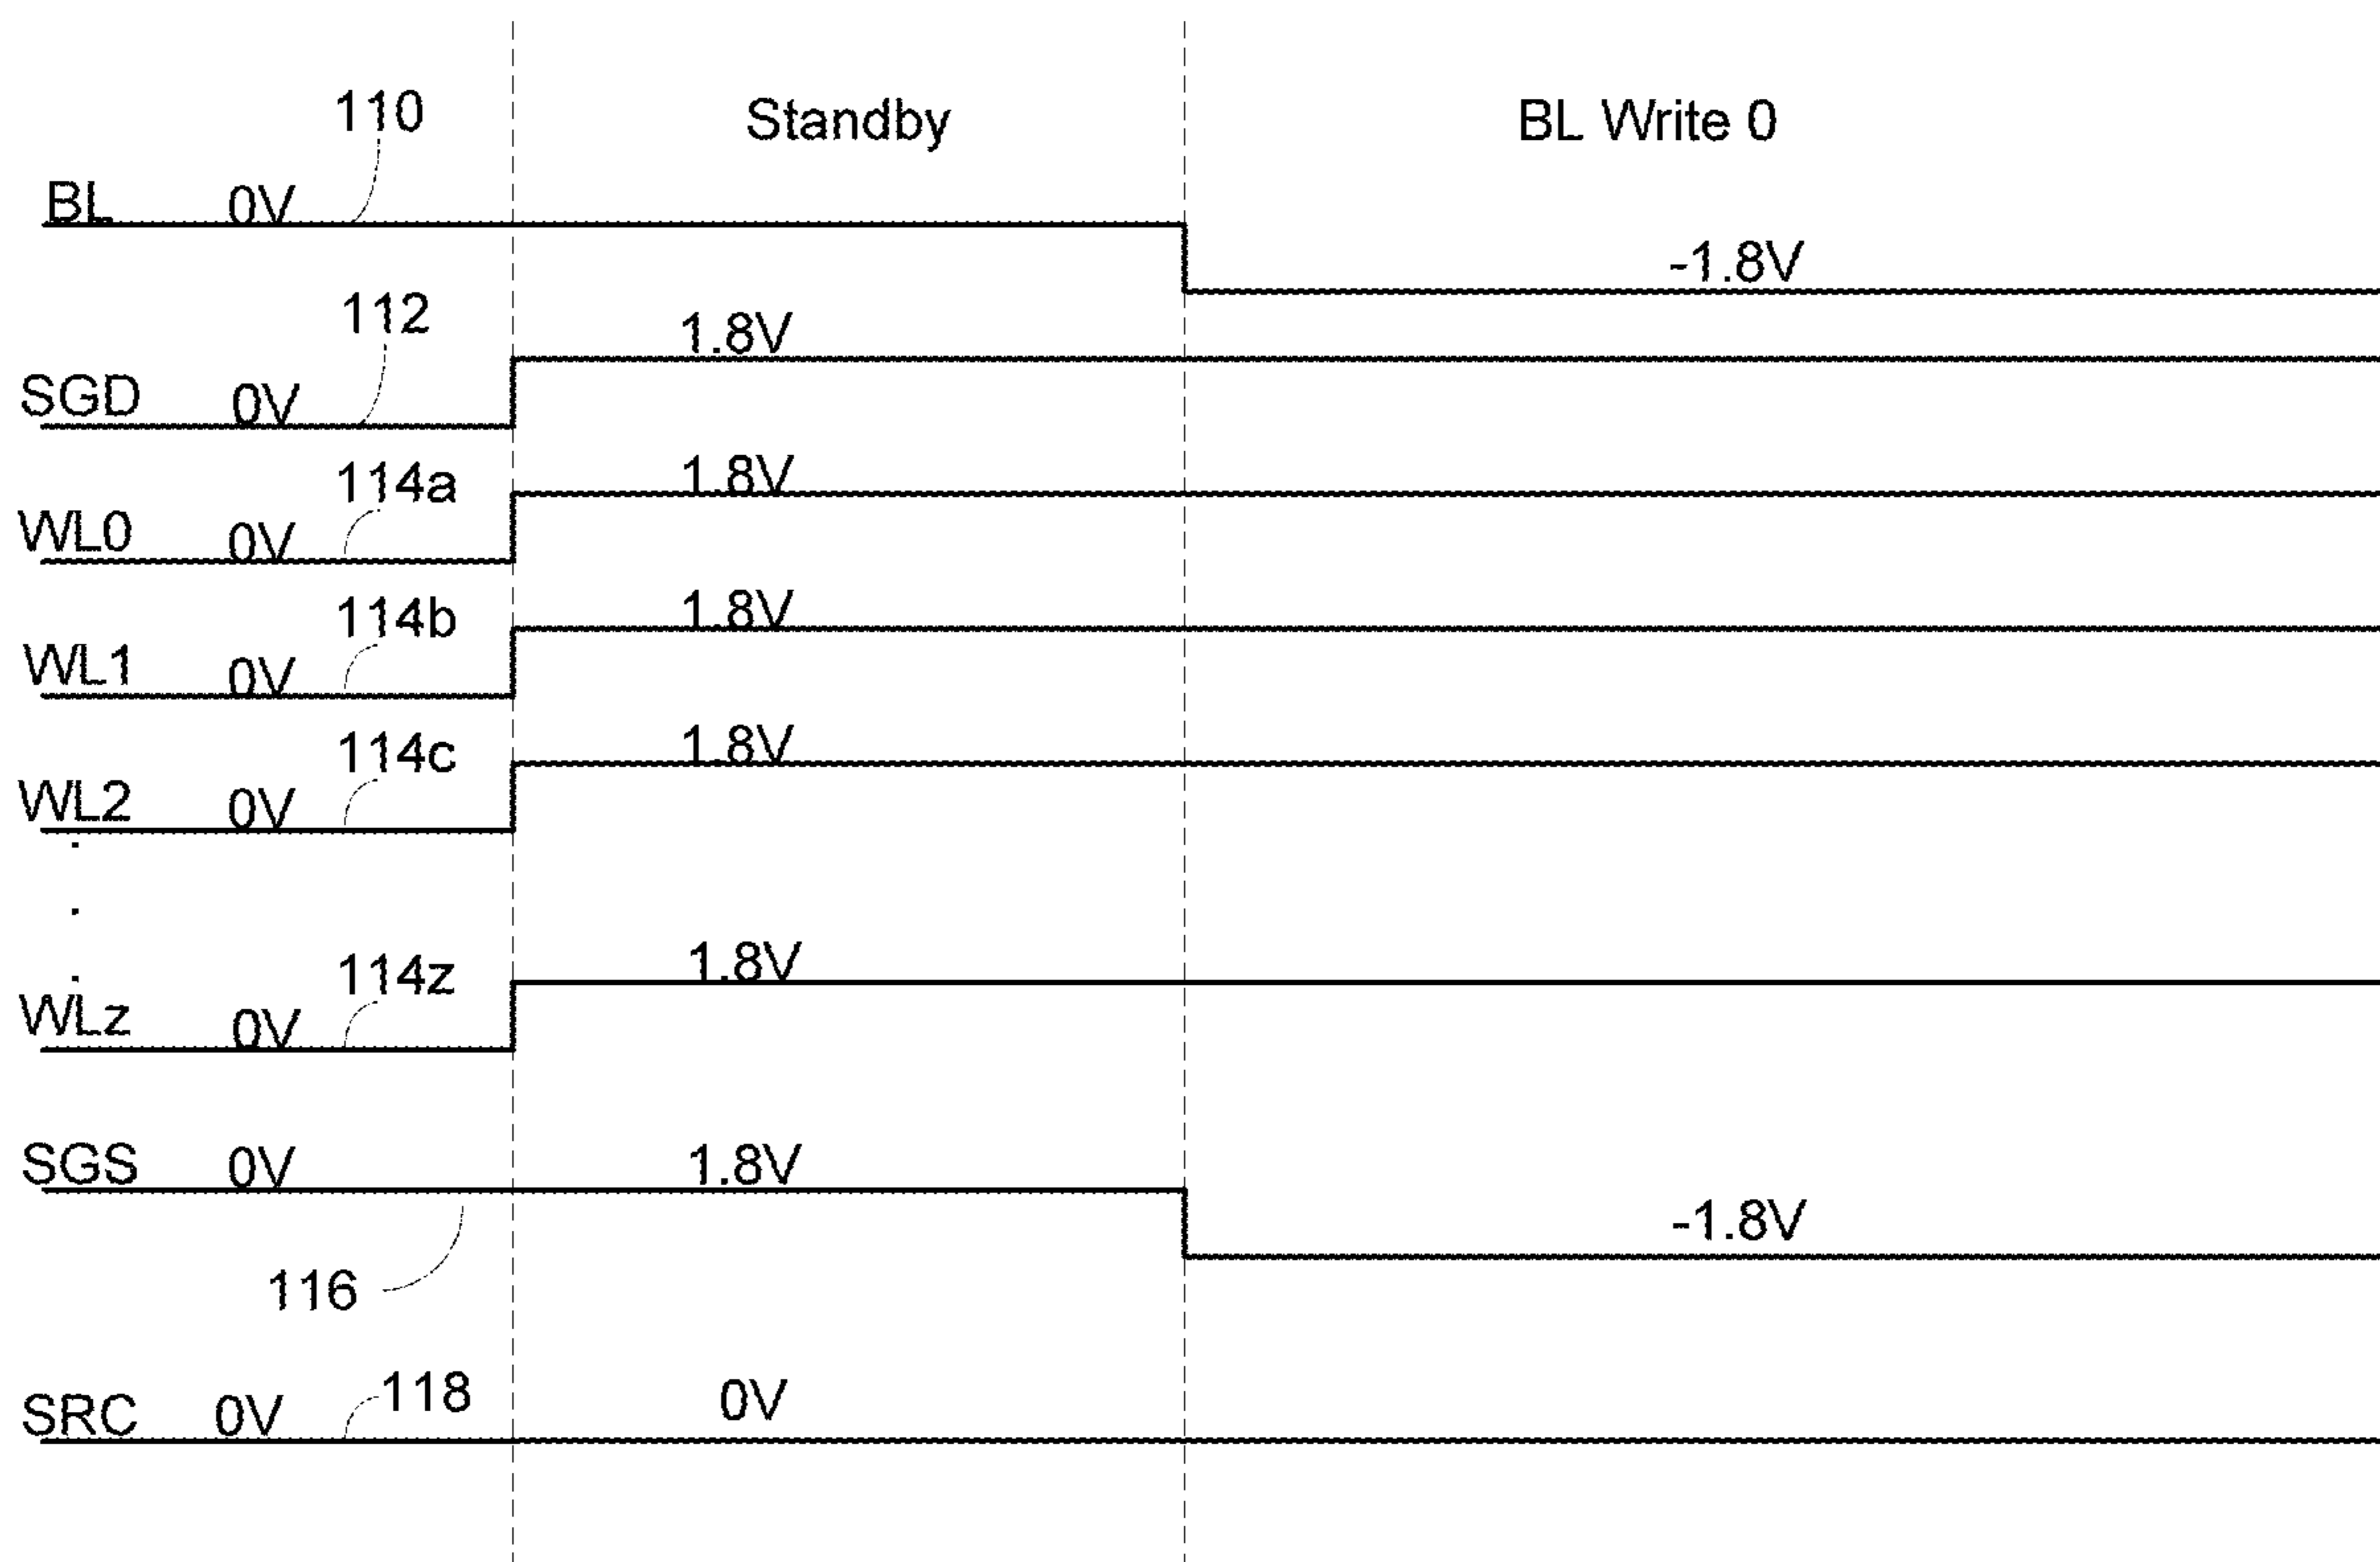 110 Standby BL Write 0
BL 0V
-1.8V
112 1.8V
SGD 0V
114a 1.8V
WL0 0V
114b 1.8V
WL1 0V
114c 1.8V
WL2 0V
.
.
.
114z 1.8V
WLz 0V
SGS 0V 1.8V
-1.8V
116
SRC 0V 118 0V